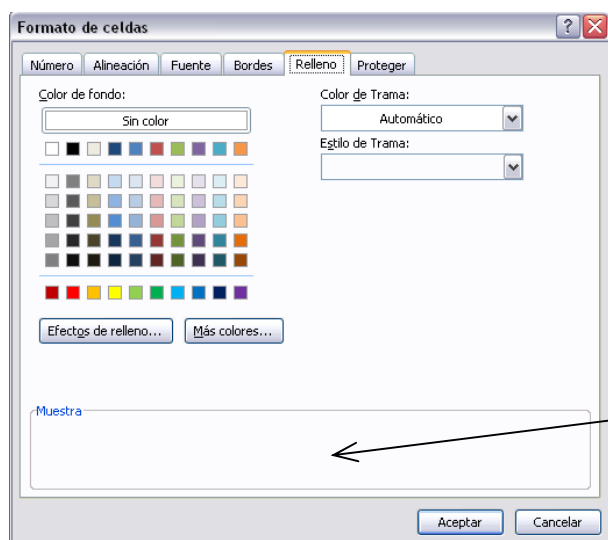 Formato de celdas
Número Alineación Fuente Bordes Relleno Proteger
Color de fondo: Color de Trama:
Sin color Automático
Estilo de Trama:
Efectos de relleno... Más colores...
Muestra
Aceptar Cancelar